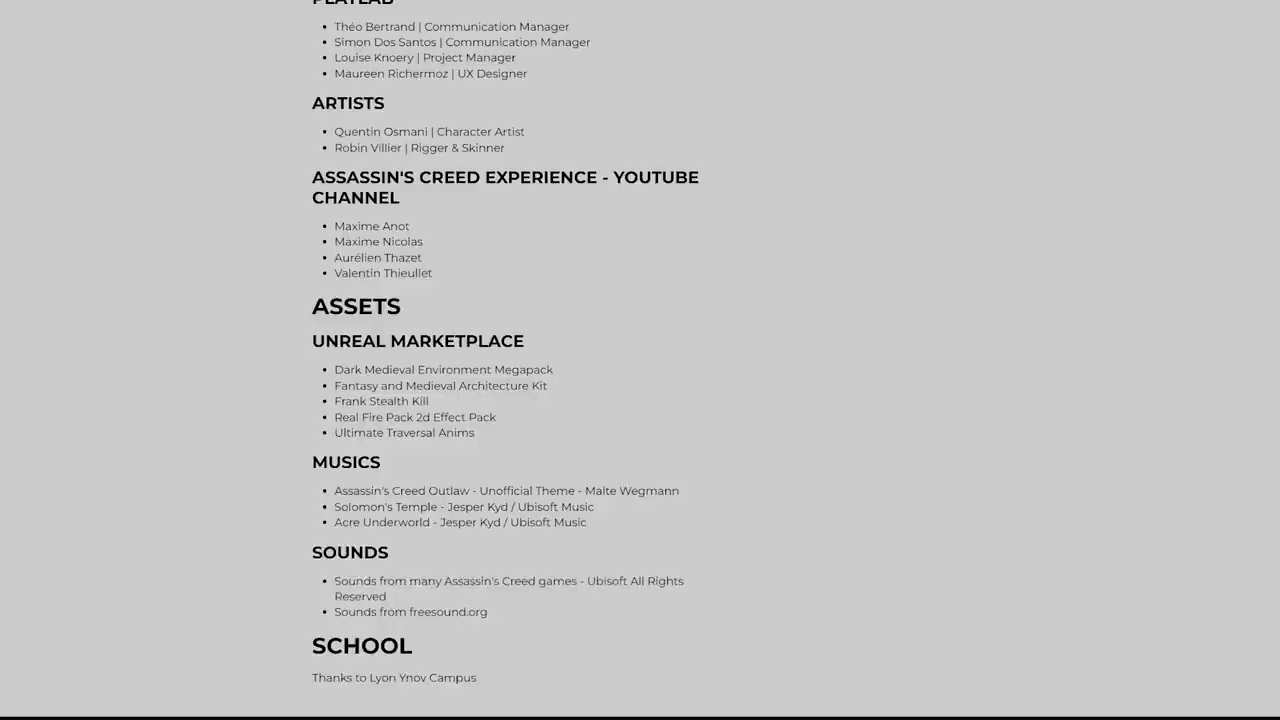 PLAYLAB
• Théo Bertrand | Communication Manager
• Simon Dos Santos | Communication Manager
• Louise Knoery | Project Manager
• Maureen Richermoz | UX Designer
ARTISTS
• Quentin Osmani | Character Artist
• Robin Villier | Rigger & Skinner
ASSASSIN'S CREED EXPERIENCE - YOUTUBE
CHANNEL
• Maxime Anot
• Maxime Nicolas
• Aurélien Thazet
• Valentin Thieullet
ASSETS
UNREAL MARKETPLACE
• Dark Medieval Environment Megapack
• Fantasy and Medieval Architecture Kit
• Frank Stealth Kill
• Real Fire Pack 2d Effect Pack
• Ultimate Traversal Anims
MUSICS
• Assassin's Creed Outlaw - Unofficial Theme - Malte Wegmann
• Solomon's Temple - Jesper Kyd / Ubisoft Music
• Acre Underworld - Jesper Kyd / Ubisoft Music
SOUNDS
• Sounds from many Assassin's Creed games - Ubisoft All Rights
Reserved
• Sounds from freesound.org
SCHOOL
Thanks to Lyon Ynov Campus